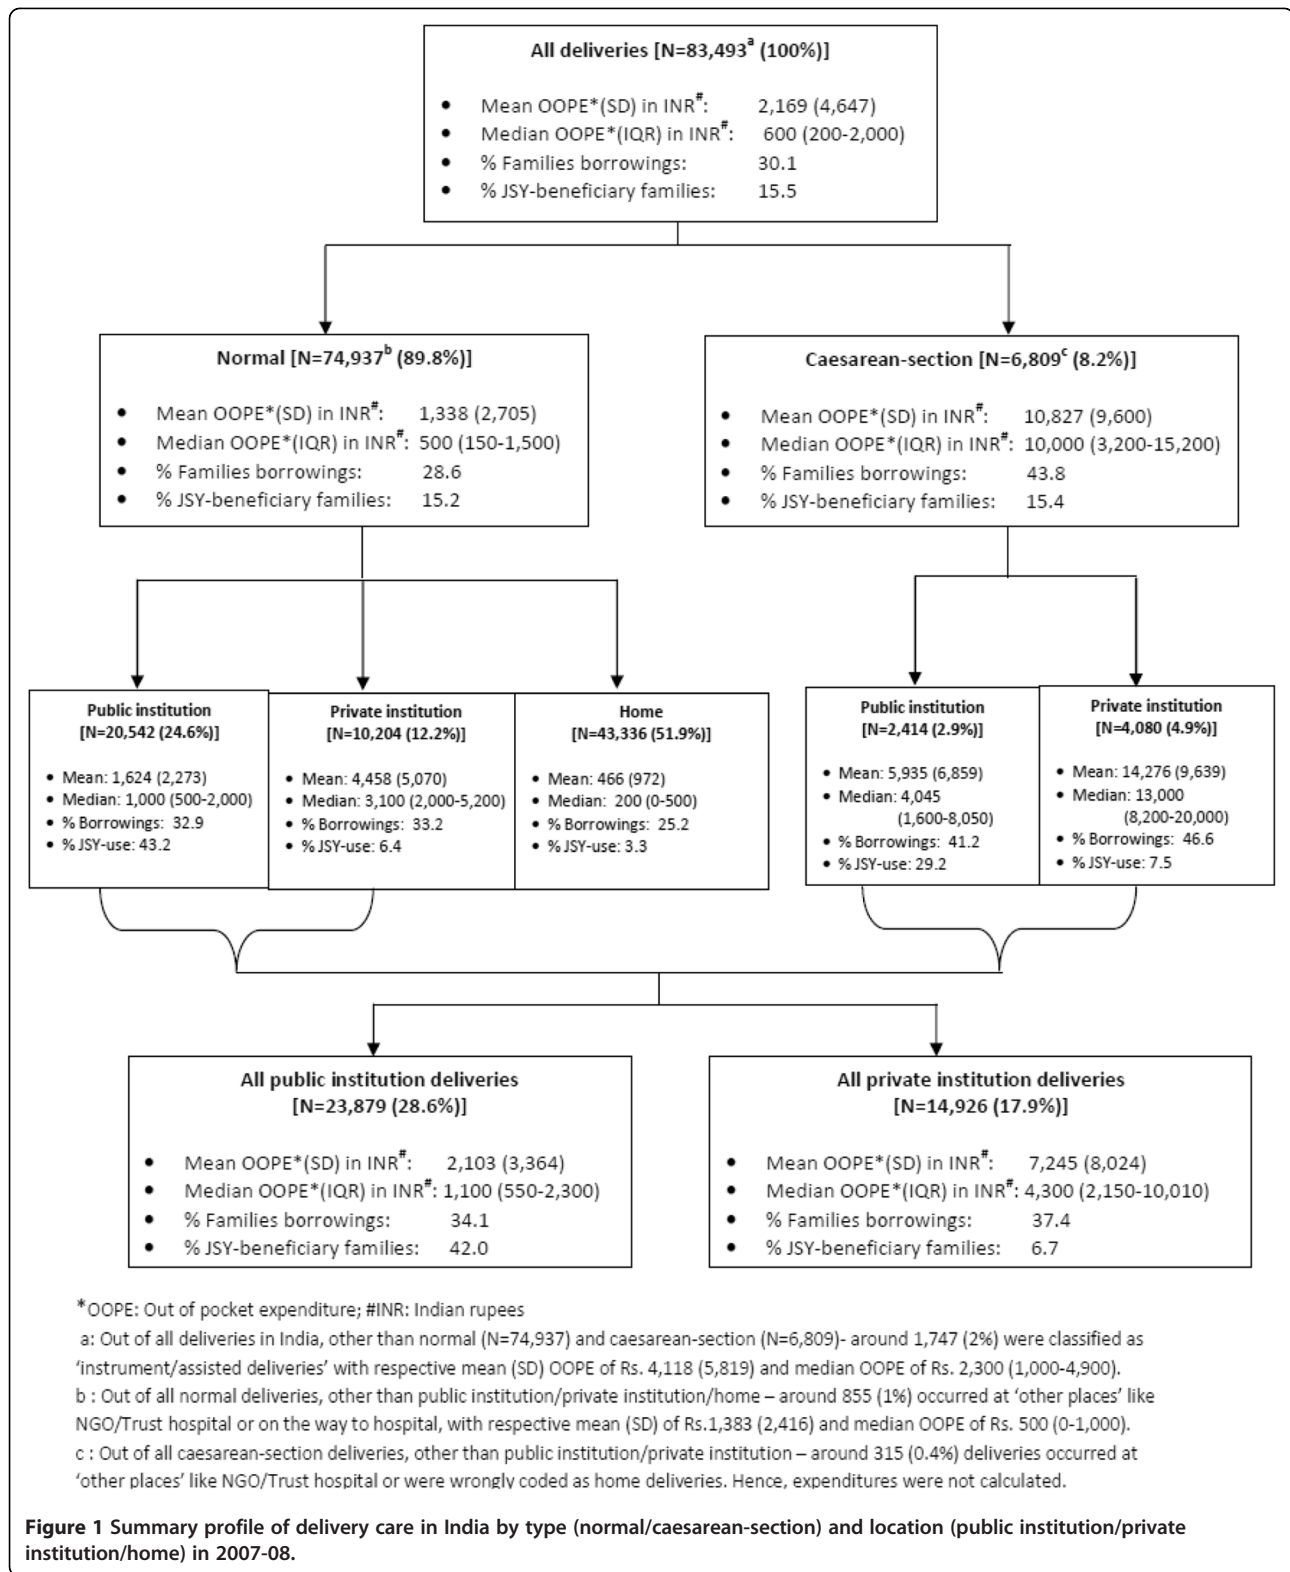 All deliveries [N=83,493a (100%)]
• Mean OOPE*(SD) in INR#: 2,169 (4,647)
• Median OOPE*(IQR) in INR#: 600 (200-2,000)
• % Families borrowings: 30.1
• % JSY-beneficiary families: 15.5
Normal [N=74,937b (89.8%)]
• Mean OOPE*(SD) in INR#: 1,338 (2,705)
• Median OOPE*(IQR) in INR#: 500 (150-1,500)
• % Families borrowings: 28.6
• % JSY-beneficiary families: 15.2
Caesarean-section [N=6,809c (8.2%)]
• Mean OOPE*(SD) in INR#: 10,827 (9,600)
• Median OOPE*(IQR) in INR#: 10,000 (3,200-15,200)
• % Families borrowings: 43.8
• % JSY-beneficiary families: 15.4
Public institution
[N=20,542 (24.6%)]
• Mean: 1,624 (2,273)
• Median: 1,000 (500-2,000)
• % Borrowings: 32.9
• % JSY-use: 43.2
Private institution
[N=10,204 (12.2%)]
• Mean: 4,458 (5,070)
• Median: 3,100 (2,000-5,200)
• % Borrowings: 33.2
• % JSY-use: 6.4
Home
[N=43,336 (51.9%)]
• Mean: 466 (972)
• Median: 200 (0-500)
• % Borrowings: 25.2
• % JSY-use: 3.3
Public institution
[N=2,414 (2.9%)]
• Mean: 5,935 (6,859)
• Median: 4,045
(1,600-8,050)
• % Borrowings: 41.2
• % JSY-use: 29.2
Private institution
[N=4,080 (4.9%)]
• Mean: 14,276 (9,639)
• Median: 13,000
(8,200-20,000)
• % Borrowings: 46.6
• % JSY-use: 7.5
All public institution deliveries
[N=23,879 (28.6%)]
• Mean OOPE*(SD) in INR#: 2,103 (3,364)
• Median OOPE*(IQR) in INR#: 1,100 (550-2,300)
• % Families borrowings: 34.1
• % JSY-beneficiary families: 42.0
All private institution deliveries
[N=14,926 (17.9%)]
• Mean OOPE*(SD) in INR#: 7,245 (8,024)
• Median OOPE*(IQR) in INR#: 4,300 (2,150-10,010)
• % Families borrowings: 37.4
• % JSY-beneficiary families: 6.7
*OOPE: Out of pocket expenditure; #INR: Indian rupees
a: Out of all deliveries in India, other than normal (N=74,937) and caesarean-section (N=6,809)- around 1,747 (2%) were classified as
'instrument/assisted deliveries' with respective mean (SD) OOPE of Rs. 4,118 (5,819) and median OOPE of Rs. 2,300 (1,000-4,900).
b : Out of all normal deliveries, other than public institution/private institution/home – around 855 (1%) occurred at 'other places' like
NGO/Trust hospital or on the way to hospital, with respective mean (SD) of Rs.1,383 (2,416) and median OOPE of Rs. 500 (0-1,000).
c : Out of all caesarean-section deliveries, other than public institution/private institution – around 315 (0.4%) deliveries occurred at
'other places' like NGO/Trust hospital or were wrongly coded as home deliveries. Hence, expenditures were not calculated.
Figure 1 Summary profile of delivery care in India by type (normal/caesarean-section) and location (public institution/private
institution/home) in 2007-08.